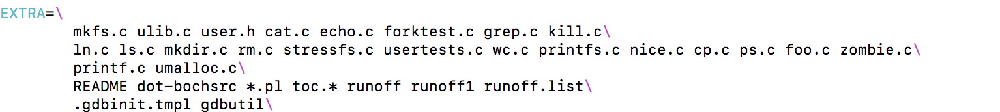 EXTRA=\
mkfs.c ulib.c user.h cat.c echo.c forktest.c grep.c kill.c\
ln.c ls.c mkdir.c rm.c stressfs.c usertests.c wc.c printfs.c nice.c cp.c ps.c foo.c zombie.c\
printf.c umalloc.c\
README dot-bochsrc *.pl toc.* runoff runoff1 runoff.list\
.gdbinit.tmpl gdbutil\